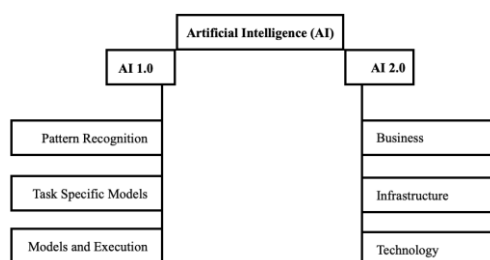 Artificial Intelligence (AI)
AI 1.0
AI 2.0
Pattern Recognition
Business
Task Specific Models
Infrastructure
Models and Execution
Technology